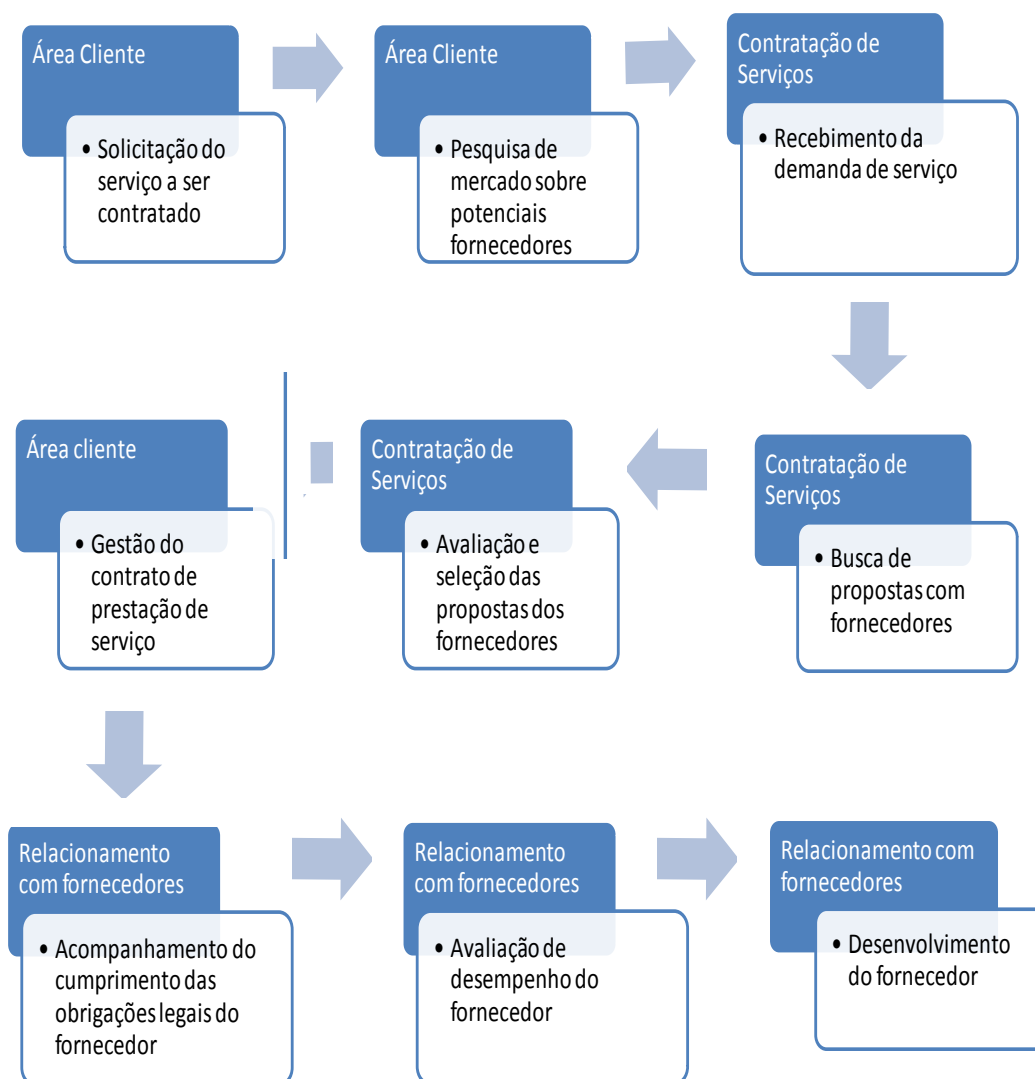 Área Cliente
• Solicitação do
serviço a ser
contratado
Área Cliente
• Pesquisa de
mercado sobre
potenciais
fornecedores
Contratação de
Serviços
• Recebimento da
demanda de serviço
Contratação de
Serviços
• Busca de
propostas com
fornecedores
Contratação de
Serviços
• Avaliação e
seleção das
propostas dos
fornecedores
Área cliente
• Gestão do
contrato de
prestação de
serviço
Relacionamento
com fornecedores
• Acompanhamento do
cumprimento das
obrigações legais do
fornecedor
Relacionamento
com fornecedores
• Avaliação de
desempenho do
fornecedor
Relacionamento com
fornecedores
• Desenvolvimento
do fornecedor